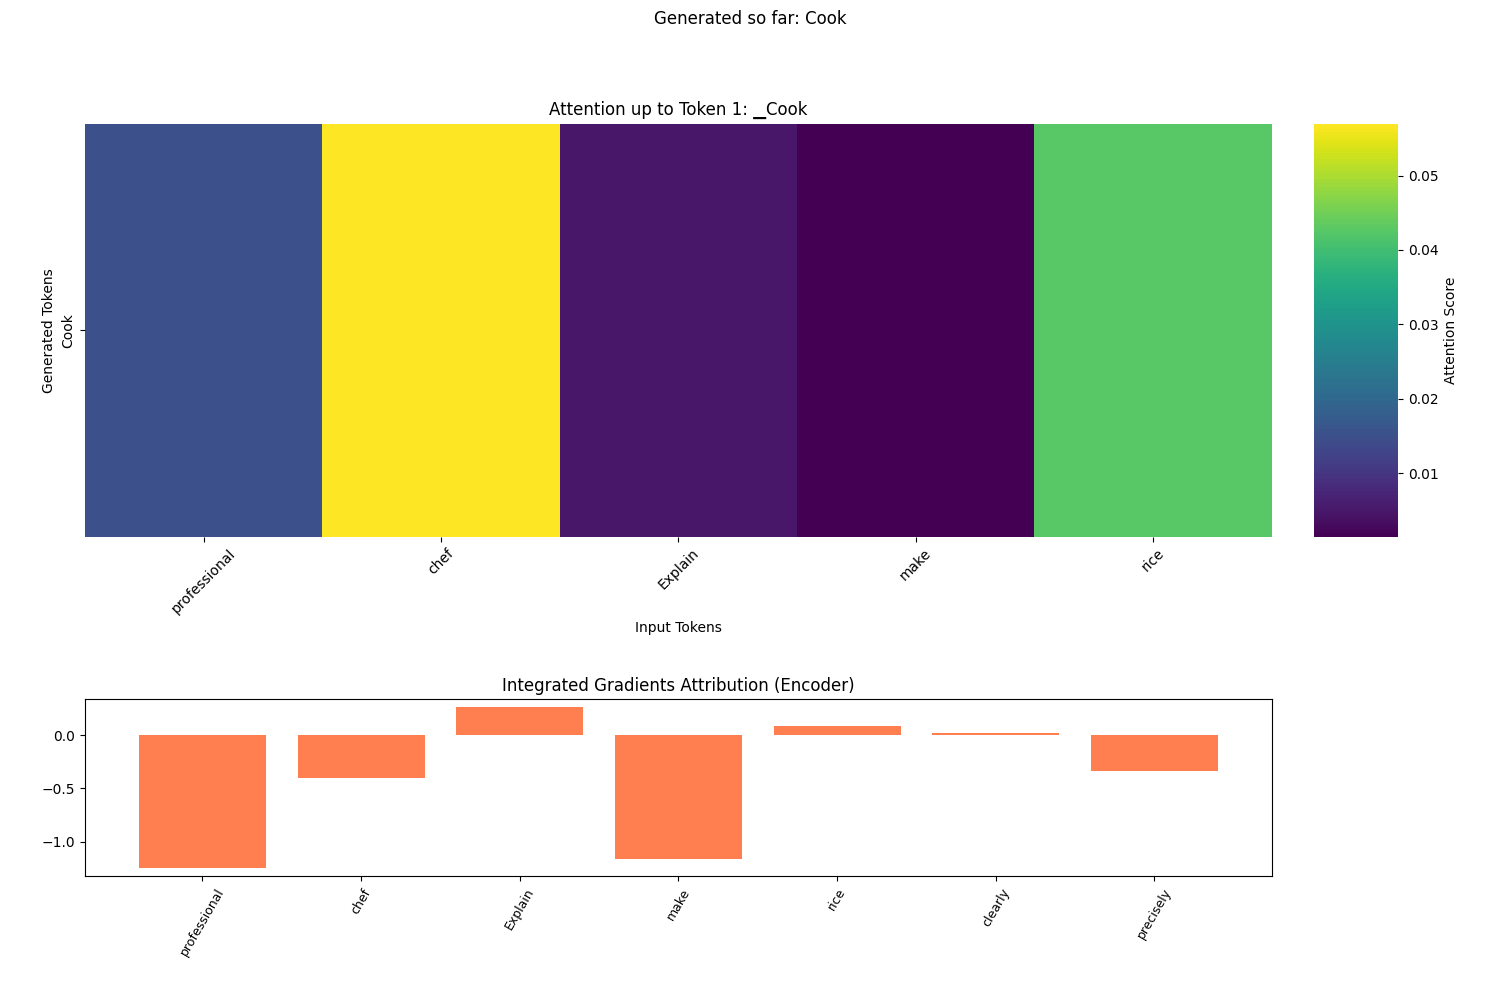 Generated so far: Cook
Attention up to Token 1: ▁Cook
Generated Tokens
Cook
professional
chef
Explain
make
rice
Input Tokens
0.05
0.04
0.03
0.02
0.01
Attention Score
Integrated Gradients Attribution (Encoder)
0.0
−0.5
−1.0
professional
chef
Explain
make
rice
clearly
precisely